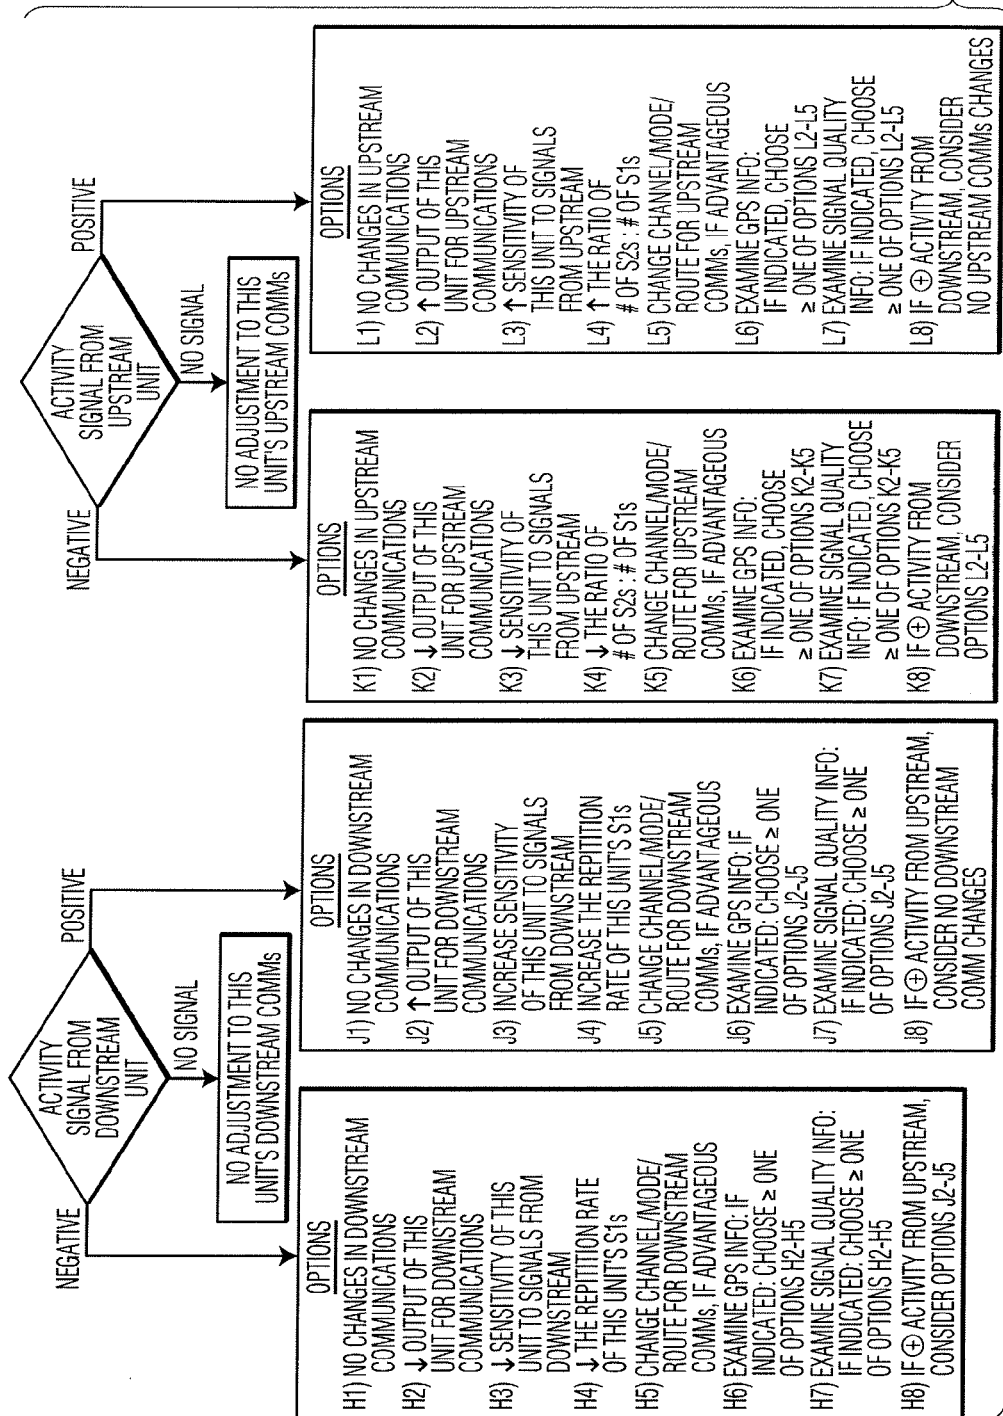 ACTIVITY
SIGNAL FROM
DOWNSTREAM
UNIT
NEGATIVE
POSITIVE
NO SIGNAL
NO ADJUSTMENT TO THIS
UNIT'S DOWNSTREAM COMMs
OPTIONS
H1) NO CHANGES IN DOWNSTREAM
COMMUNICATIONS
H2) ↓ OUTPUT OF THIS
UNIT FOR DOWNSTREAM
COMMUNICATIONS
H3) ↓ SENSITIVITY OF THIS
UNIT TO SIGNALS FROM
DOWNSTREAM
H4) ↓ THE REPITITION RATE
OF THIS UNIT'S S1s
H5) CHANGE CHANNEL/MODE/
ROUTE FOR DOWNSTREAM
COMMs, IF ADVANTAGEOUS
H6) EXAMINE GPS INFO: IF
INDICATED: CHOOSE ≥ ONE
OF OPTIONS H2-H5
H7) EXAMINE SIGNAL QUALITY INFO:
IF INDICATED: CHOOSE ≥ ONE
OF OPTIONS H2-H5
H8) IF ⊕ ACTIVITY FROM UPSTREAM,
CONSIDER OPTIONS J2-J5
OPTIONS
J1) NO CHANGES IN DOWNSTREAM
COMMUNICATIONS
J2) ↑ OUTPUT OF THIS
UNIT FOR DOWNSTREAM
COMMUNICATIONS
J3) INCREASE SENSITIVITY
OF THIS UNIT TO SIGNALS
FROM DOWNSTREAM
J4) INCREASE THE REPITITION
RATE OF THIS UNIT'S S1s
J5) CHANGE CHANNEL/MODE/
ROUTE FOR DOWNSTREAM
COMMs, IF ADVANTAGEOUS
J6) EXAMINE GPS INFO: IF
INDICATED: CHOOSE ≥ ONE
OF OPTIONS J2-J5
J7) EXAMINE SIGNAL QUALITY INFO:
IF INDICATED: CHOOSE ≥ ONE
OF OPTIONS J2-J5
J8) IF ⊕ ACTIVITY FROM UPSTREAM,
CONSIDER NO DOWNSTREAM
COMM CHANGES
ACTIVITY
SIGNAL FROM
UPSTREAM
UNIT
NEGATIVE
POSITIVE
NO SIGNAL
NO ADJUSTMENT TO THIS
UNIT'S UPSTREAM COMMs
OPTIONS
K1) NO CHANGES IN UPSTREAM
COMMUNICATIONS
K2) ↓ OUTPUT OF THIS
UNIT FOR UPSTREAM
COMMUNICATIONS
K3) ↓ SENSITIVITY OF
THIS UNIT TO SIGNALS
FROM UPSTREAM
K4) ↓ THE RATIO OF
# OF S2s : # OF S1s
K5) CHANGE CHANNEL/MODE/
ROUTE FOR UPSTREAM
COMMs, IF ADVANTAGEOUS
K6) EXAMINE GPS INFO:
IF INDICATED, CHOOSE
≥ ONE OF OPTIONS K2-K5
K7) EXAMINE SIGNAL QUALITY
INFO: IF INDICATED, CHOOSE
≥ ONE OF OPTIONS K2-K5
K8) IF ⊕ ACTIVITY FROM
DOWNSTREAM, CONSIDER
OPTIONS L2-L5
OPTIONS
L1) NO CHANGES IN UPSTREAM
COMMUNICATIONS
L2) ↑ OUTPUT OF THIS
UNIT FOR UPSTREAM
COMMUNICATIONS
L3) ↑ SENSITIVITY OF
THIS UNIT TO SIGNALS
FROM UPSTREAM
L4) ↑ THE RATIO OF
# OF S2s : # OF S1s
L5) CHANGE CHANNEL/MODE/
ROUTE FOR UPSTREAM
COMMs, IF ADVANTAGEOUS
L6) EXAMINE GPS INFO:
IF INDICATED, CHOOSE
≥ ONE OF OPTIONS L2-L5
L7) EXAMINE SIGNAL QUALITY
INFO: IF INDICATED, CHOOSE
≥ ONE OF OPTIONS L2-L5
L8) IF ⊕ ACTIVITY FROM
DOWNSTREAM, CONSIDER
NO UPSTREAM COMMs CHANGES